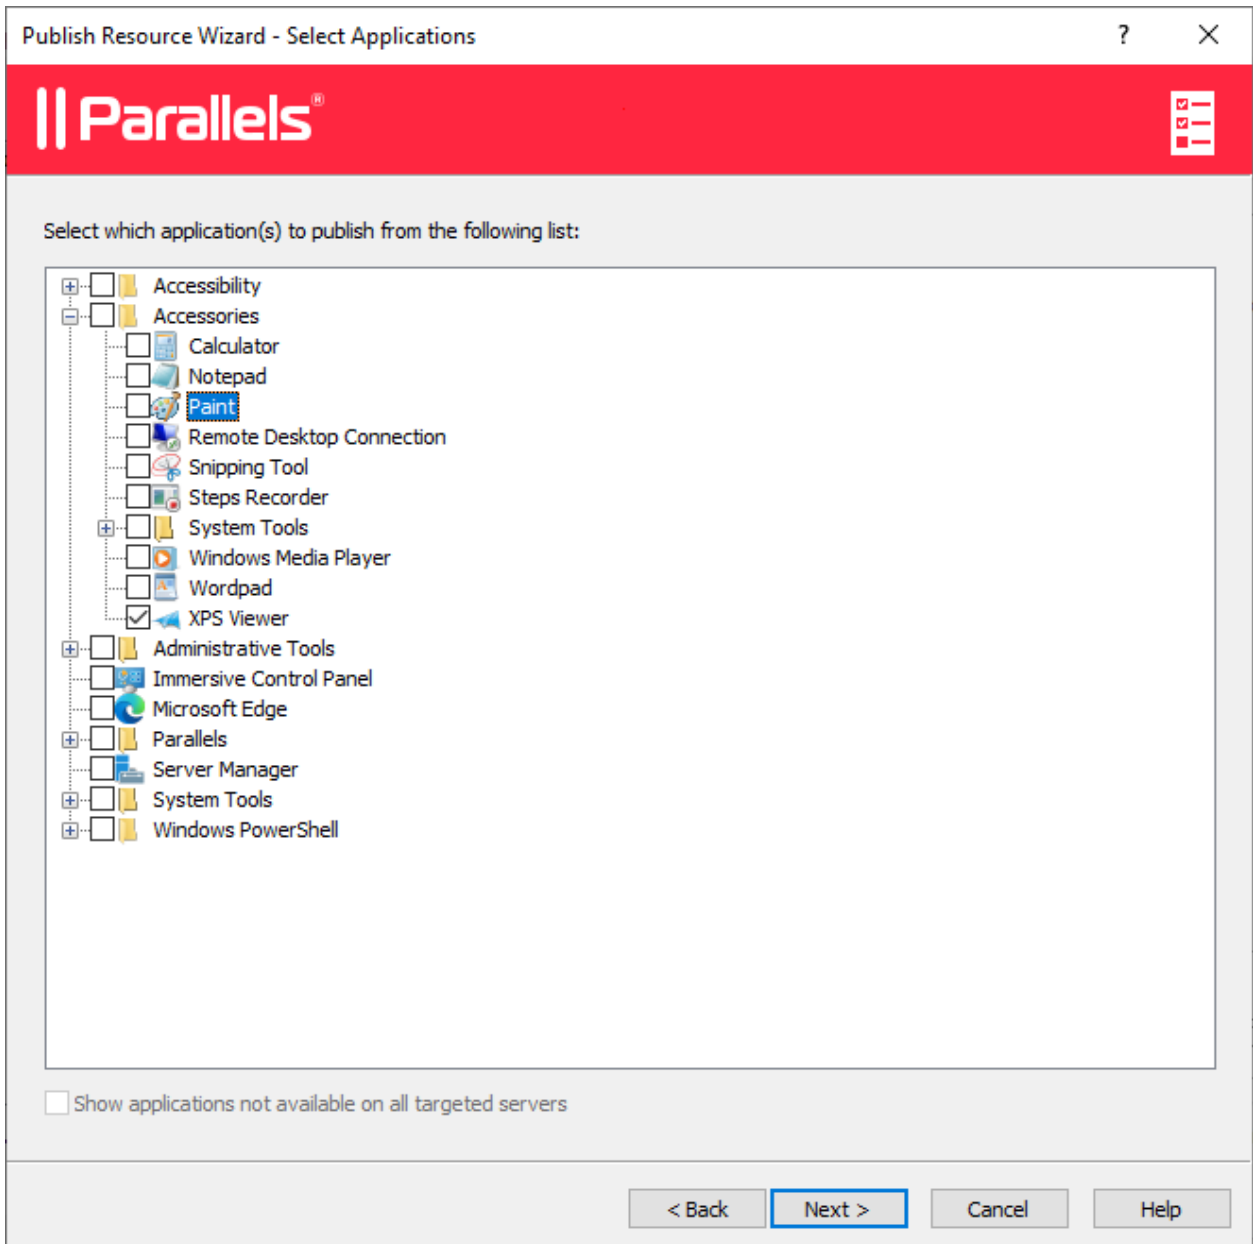 Publish Resource Wizard - Select Applications ?
Parallels®
Select which application(s) to publish from the following list:
Accessibility
Accessories
Calculator
Notepad
Paint
Remote Desktop Connection
Snipping Tool
Steps Recorder
System Tools
Windows Media Player
Wordpad
XPS Viewer
Administrative Tools
Immersive Control Panel
Microsoft Edge
Parallels
Server Manager
System Tools
Windows PowerShell
Show applications not available on all targeted servers
< Back Next > Cancel Help